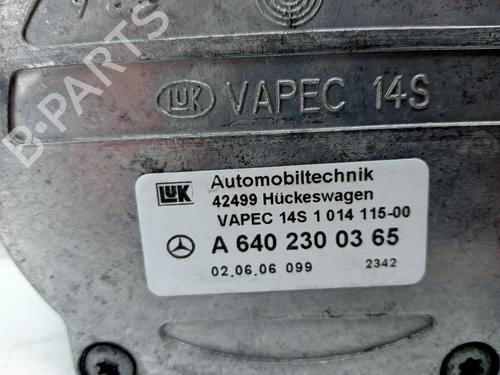 LUK VAPEC 14S
B-PARTS
LUK Automobiltechnik
42499 Hückeswagen
VAPEC 14S 1 014 115-00
A 640 230 03 65
02.06.06 099 2342